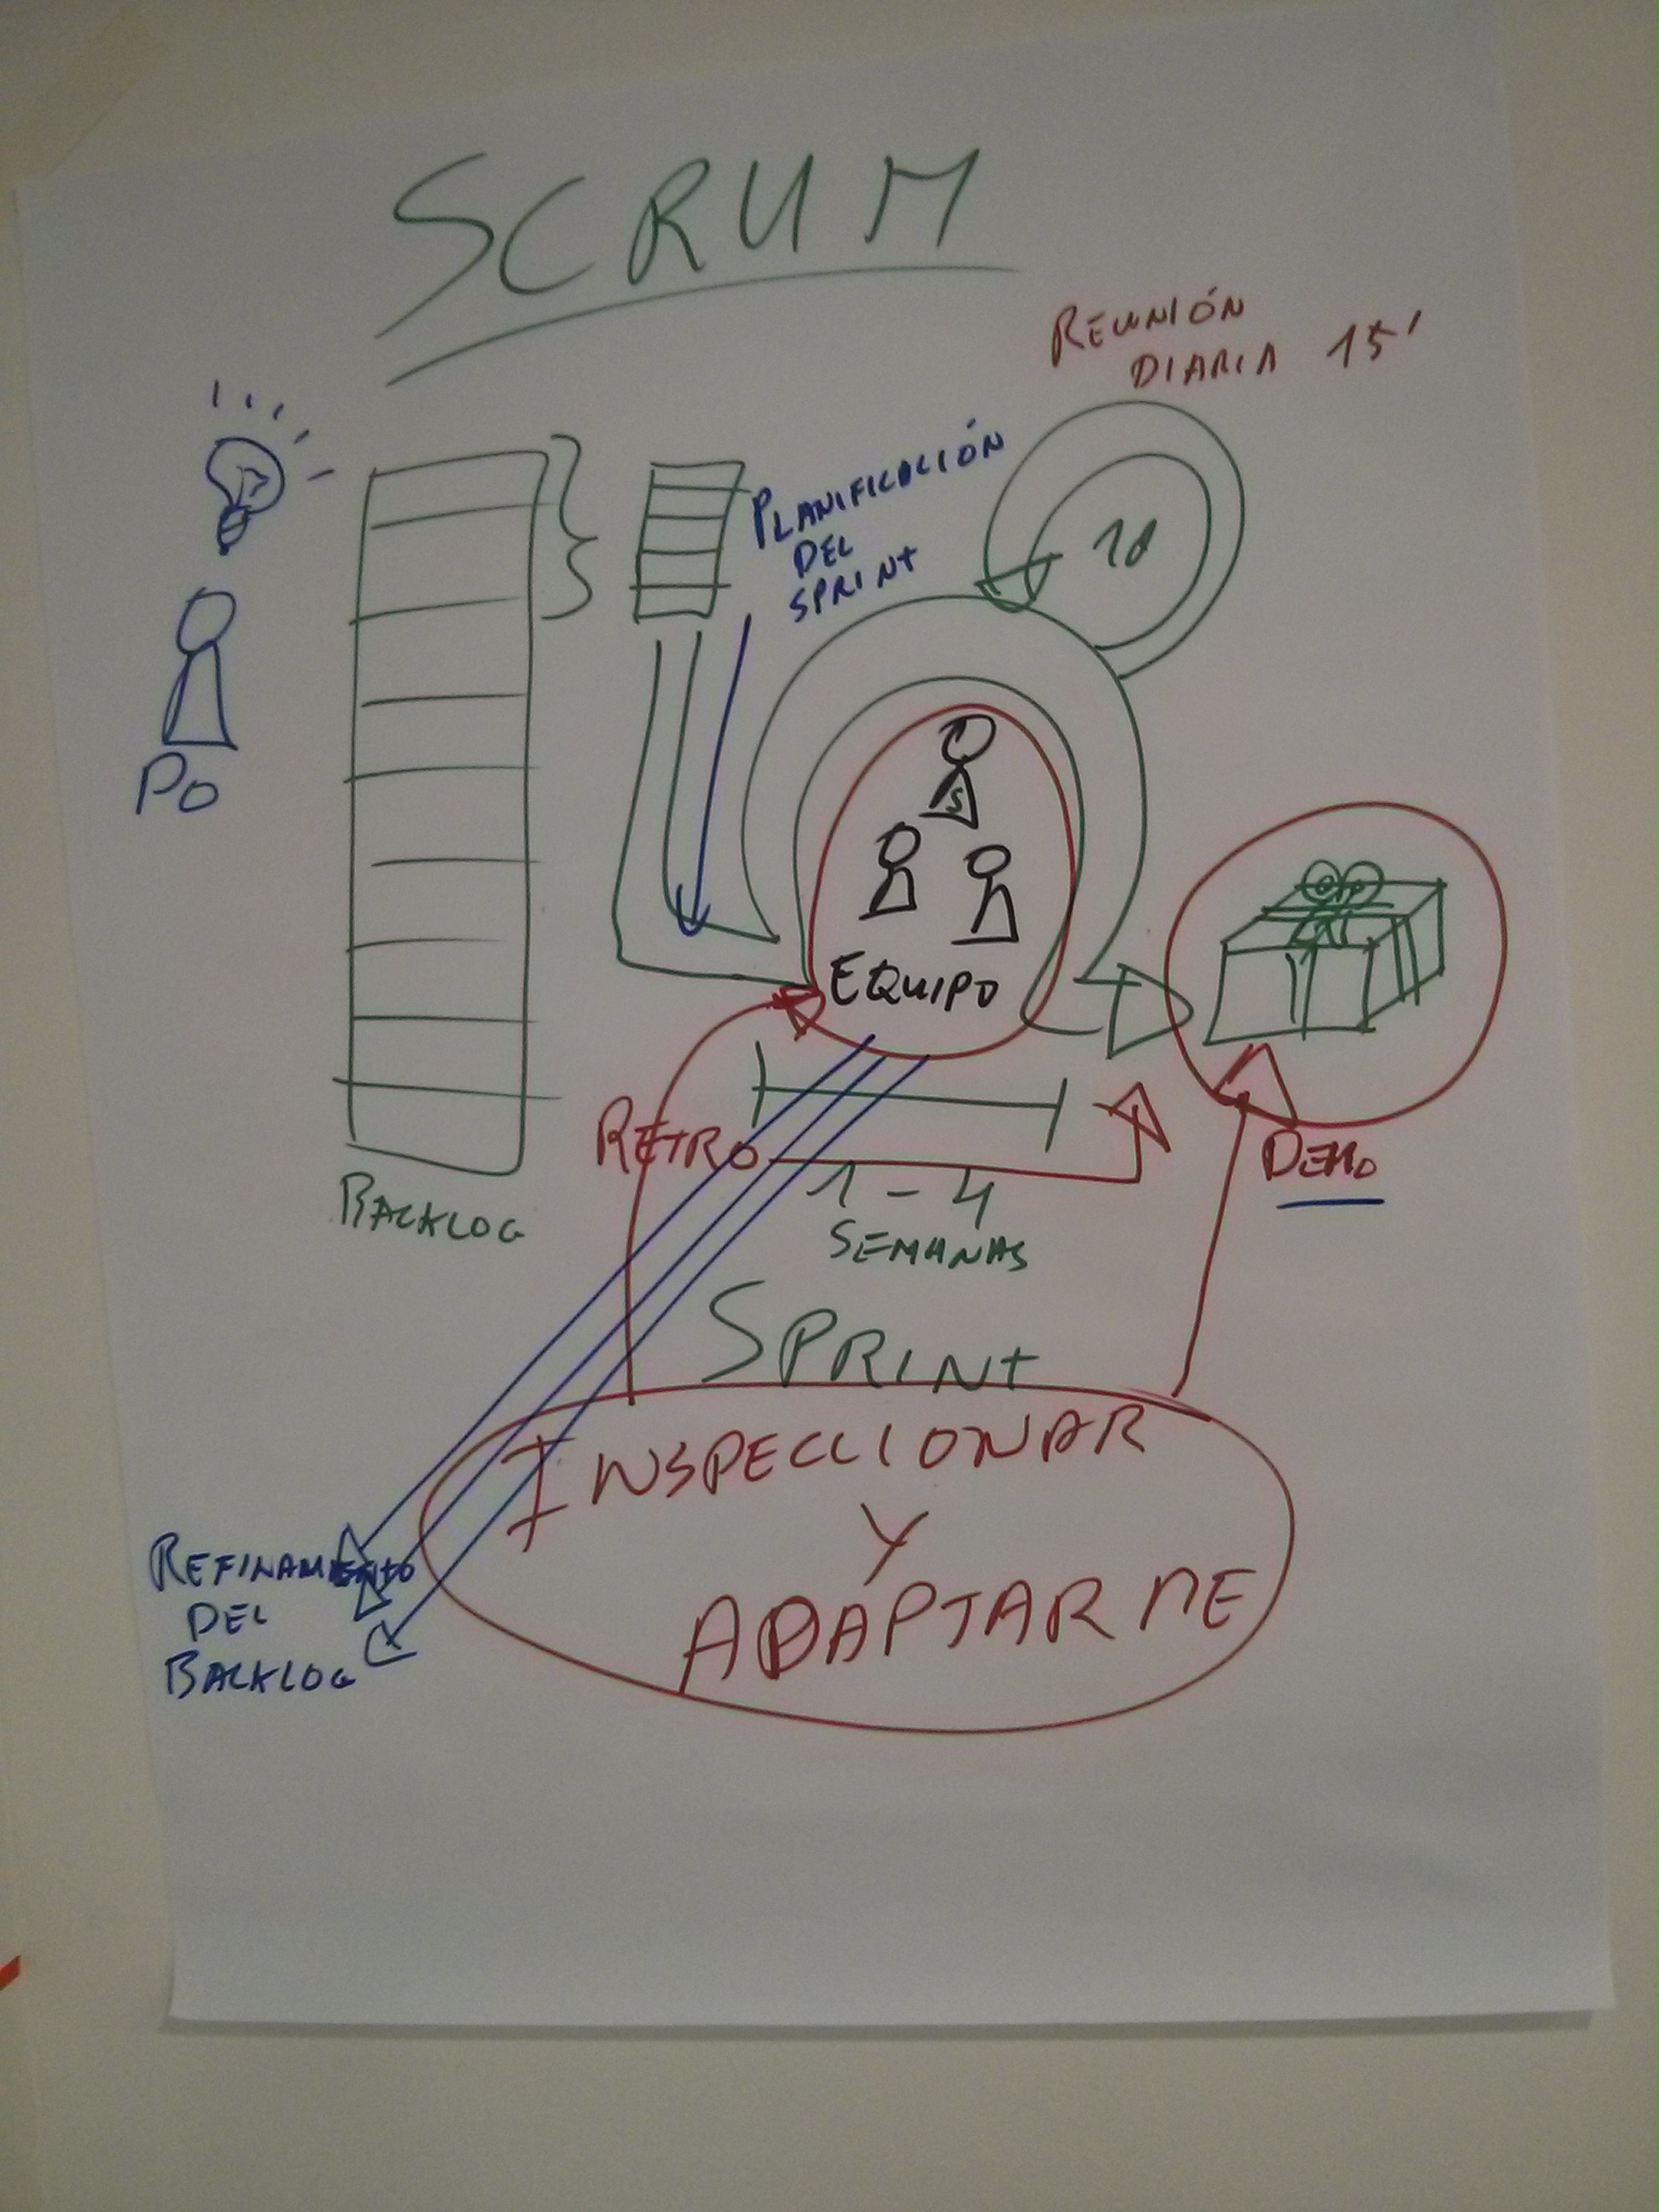 SCRUM
REUNIÓN
DIARIA 15'
PLANIFICACIÓN
DEL
SPRINT
1d
PO
S
EQUIPO
RETRO
DEMO
BACKLOG
1-4
SEMANAS
SPRINT
INSPECCIONAR
Y
ADAPTARME
REFINAMIENTO
DEL
BACKLOG